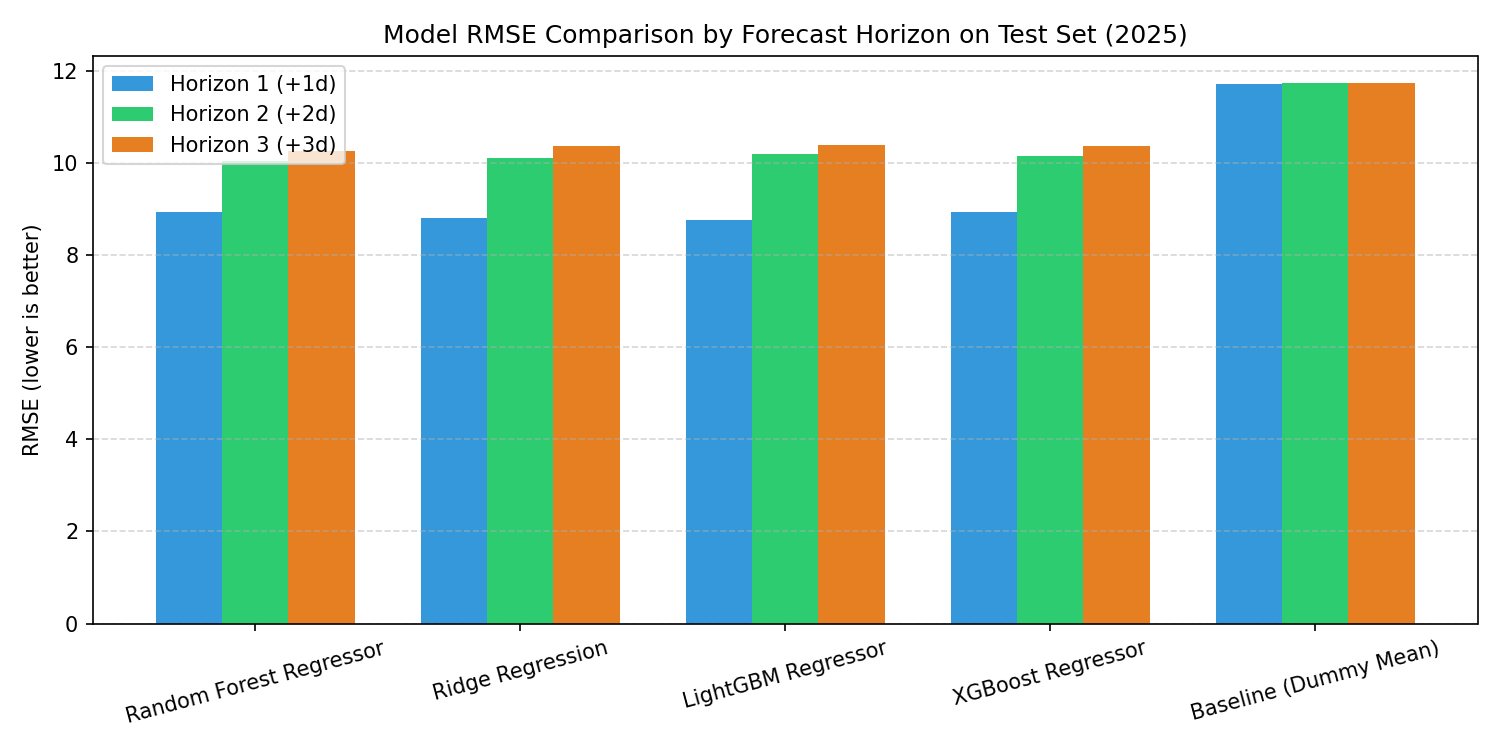 Model RMSE Comparison by Forecast Horizon on Test Set (2025)
Horizon 1 (+1d)
Horizon 2 (+2d)
Horizon 3 (+3d)
RMSE (lower is better)
12
10
8
6
4
2
0
Random Forest Regressor
Ridge Regression
LightGBM Regressor
XGBoost Regressor
Baseline (Dummy Mean)